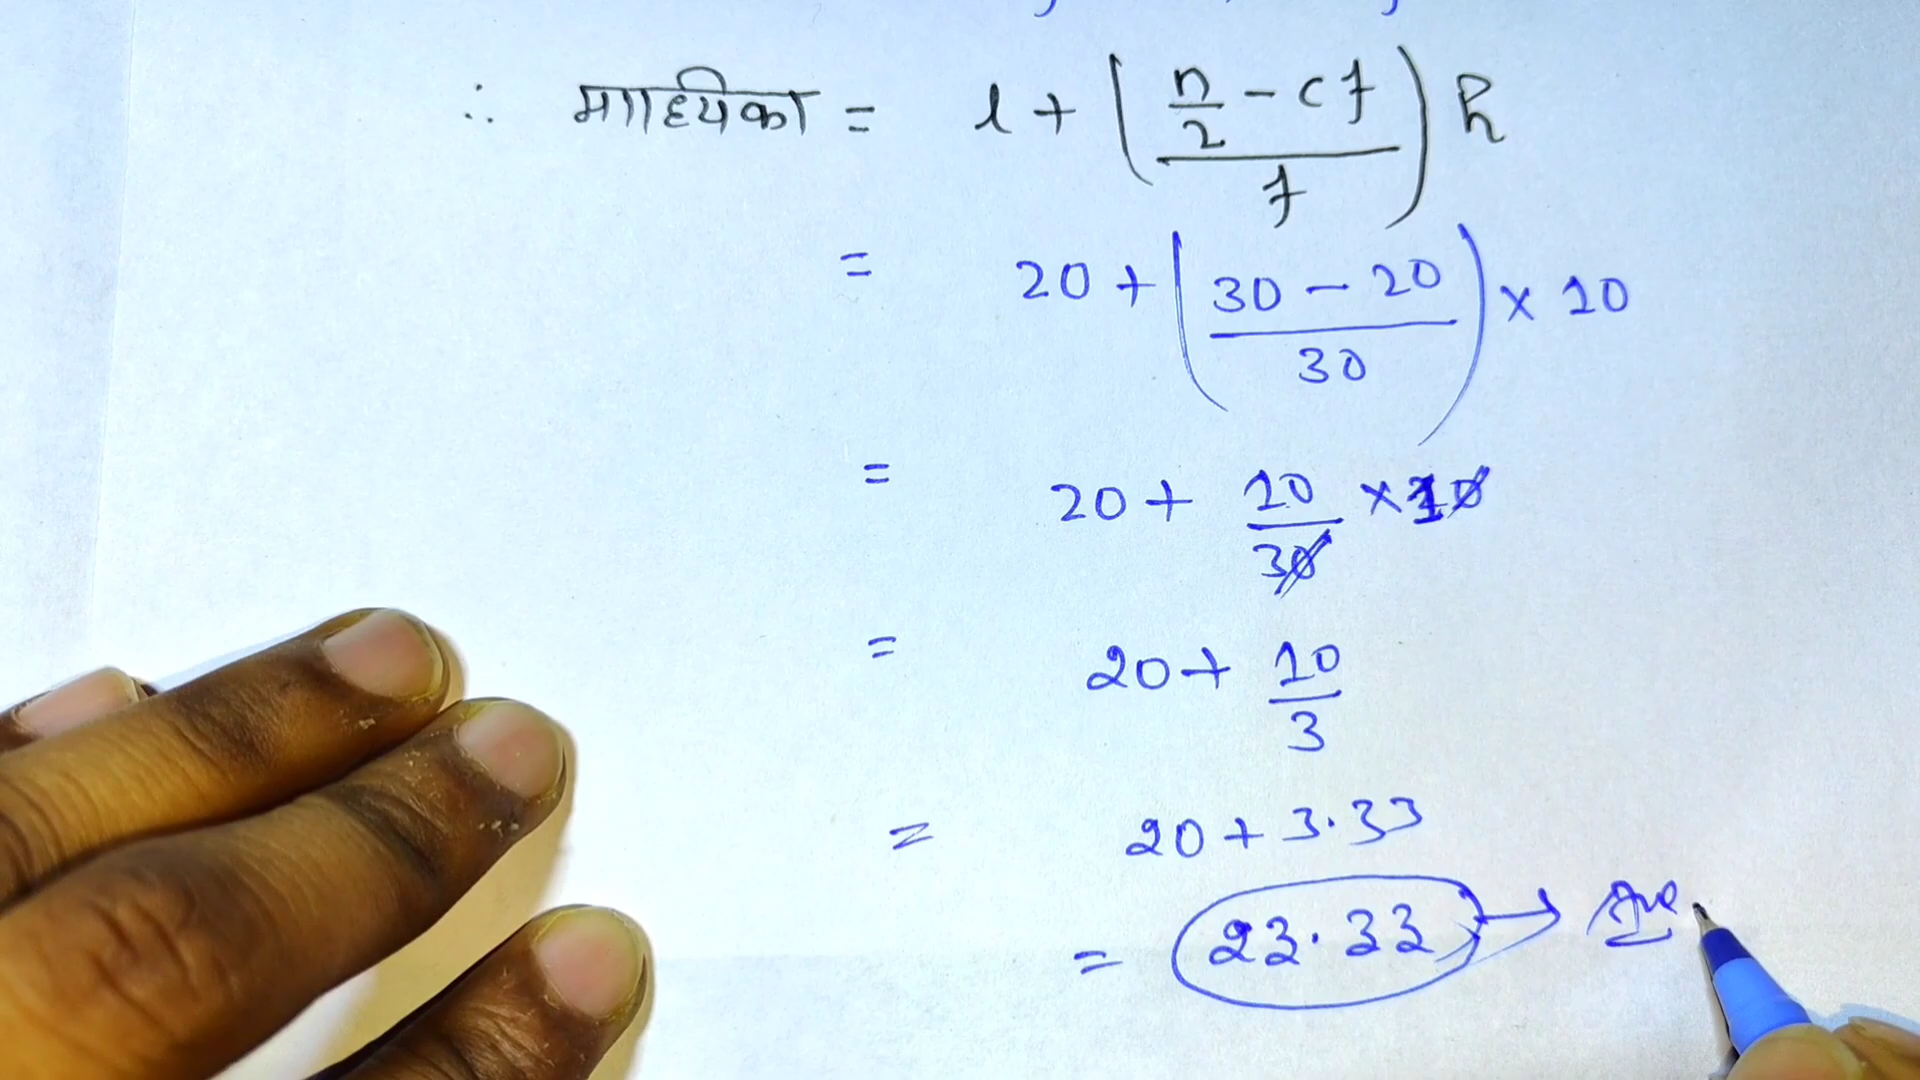 ∴ मााध्यिका = l + ( (n/2 - cf) / f ) h
= 20 + ( (30 - 20) / 30 ) × 10
= 20 + 10/30 × 10
= 20 + 10/3
= 20 + 3.33
= 23.33 → Ans